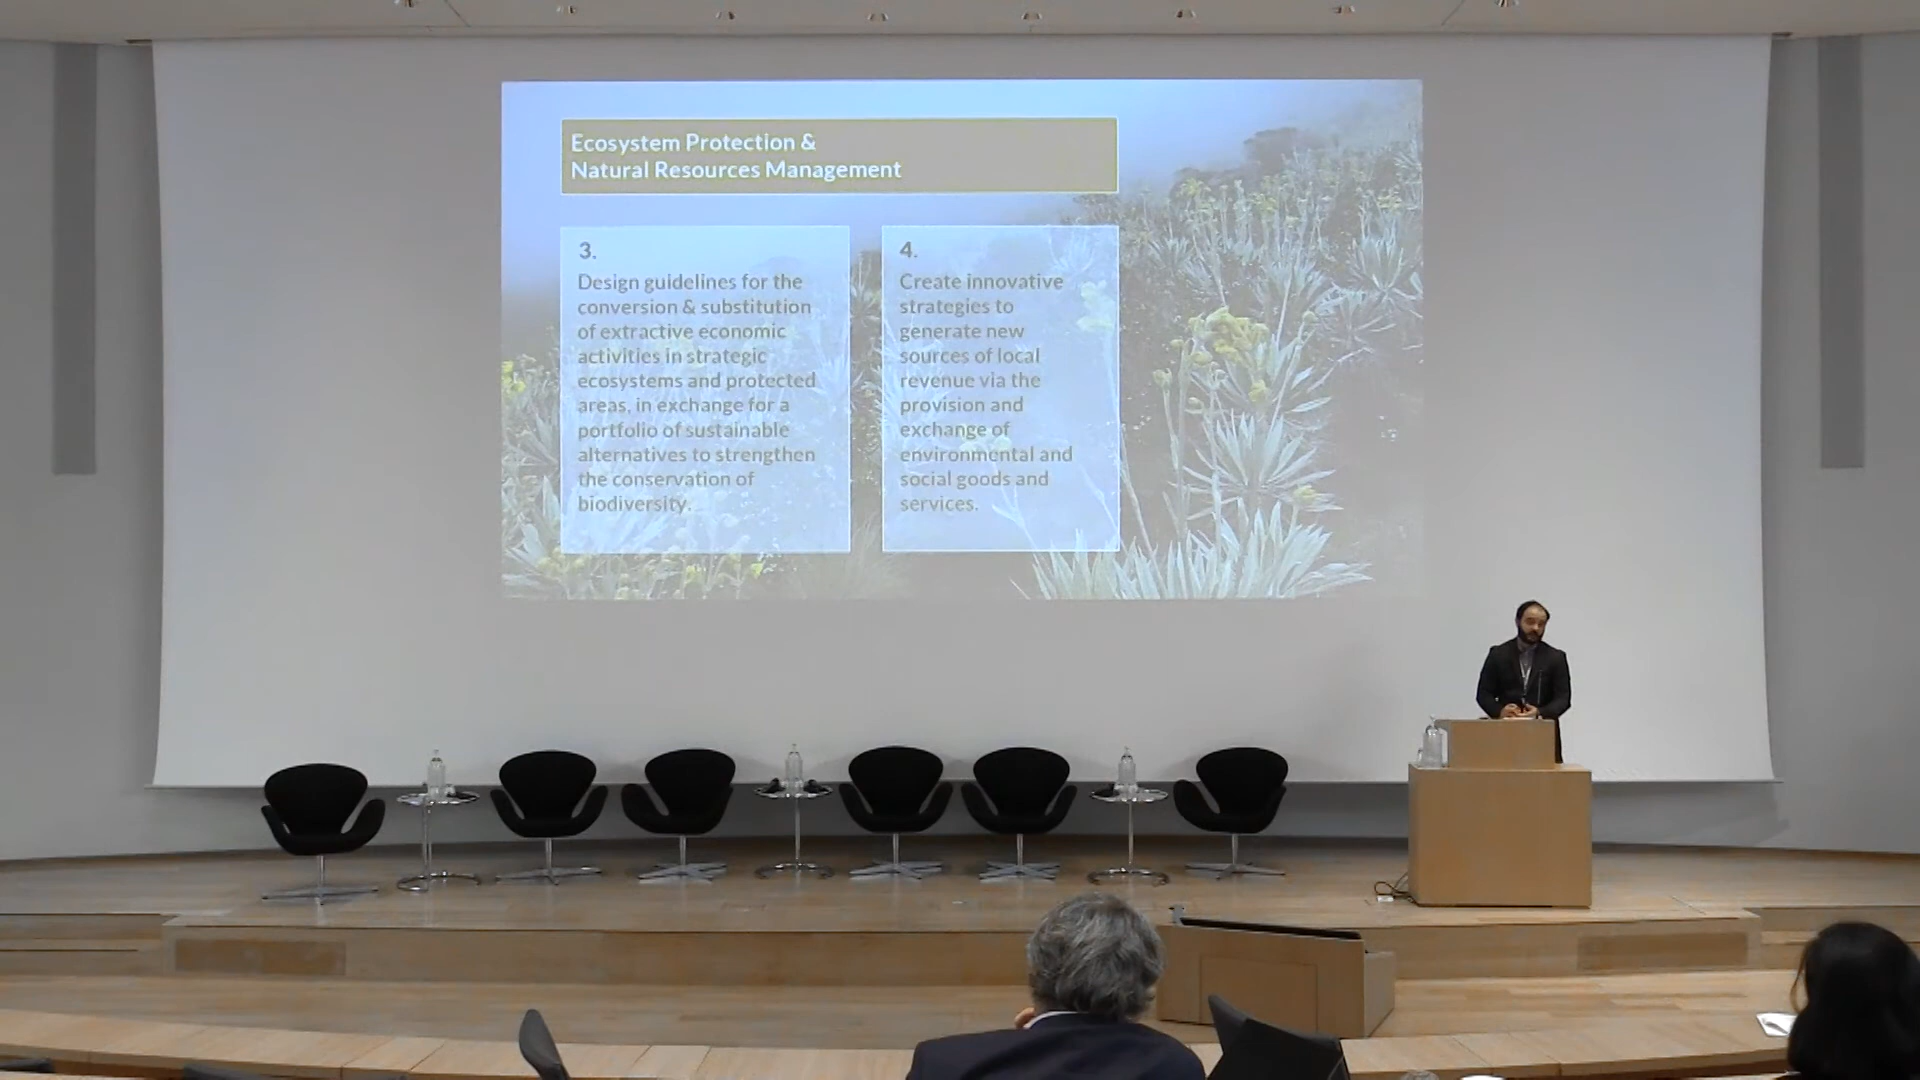 Ecosystem Protection &
Natural Resources Management
3.
Design guidelines for the
conversion & substitution
of extractive economic
activities in strategic
ecosystems and protected
areas, in exchange for a
portfolio of sustainable
alternatives to strengthen
the conservation of
biodiversity.
4.
Create innovative
strategies to
generate new
sources of local
revenue via the
provision and
exchange of
environmental and
social goods and
services.